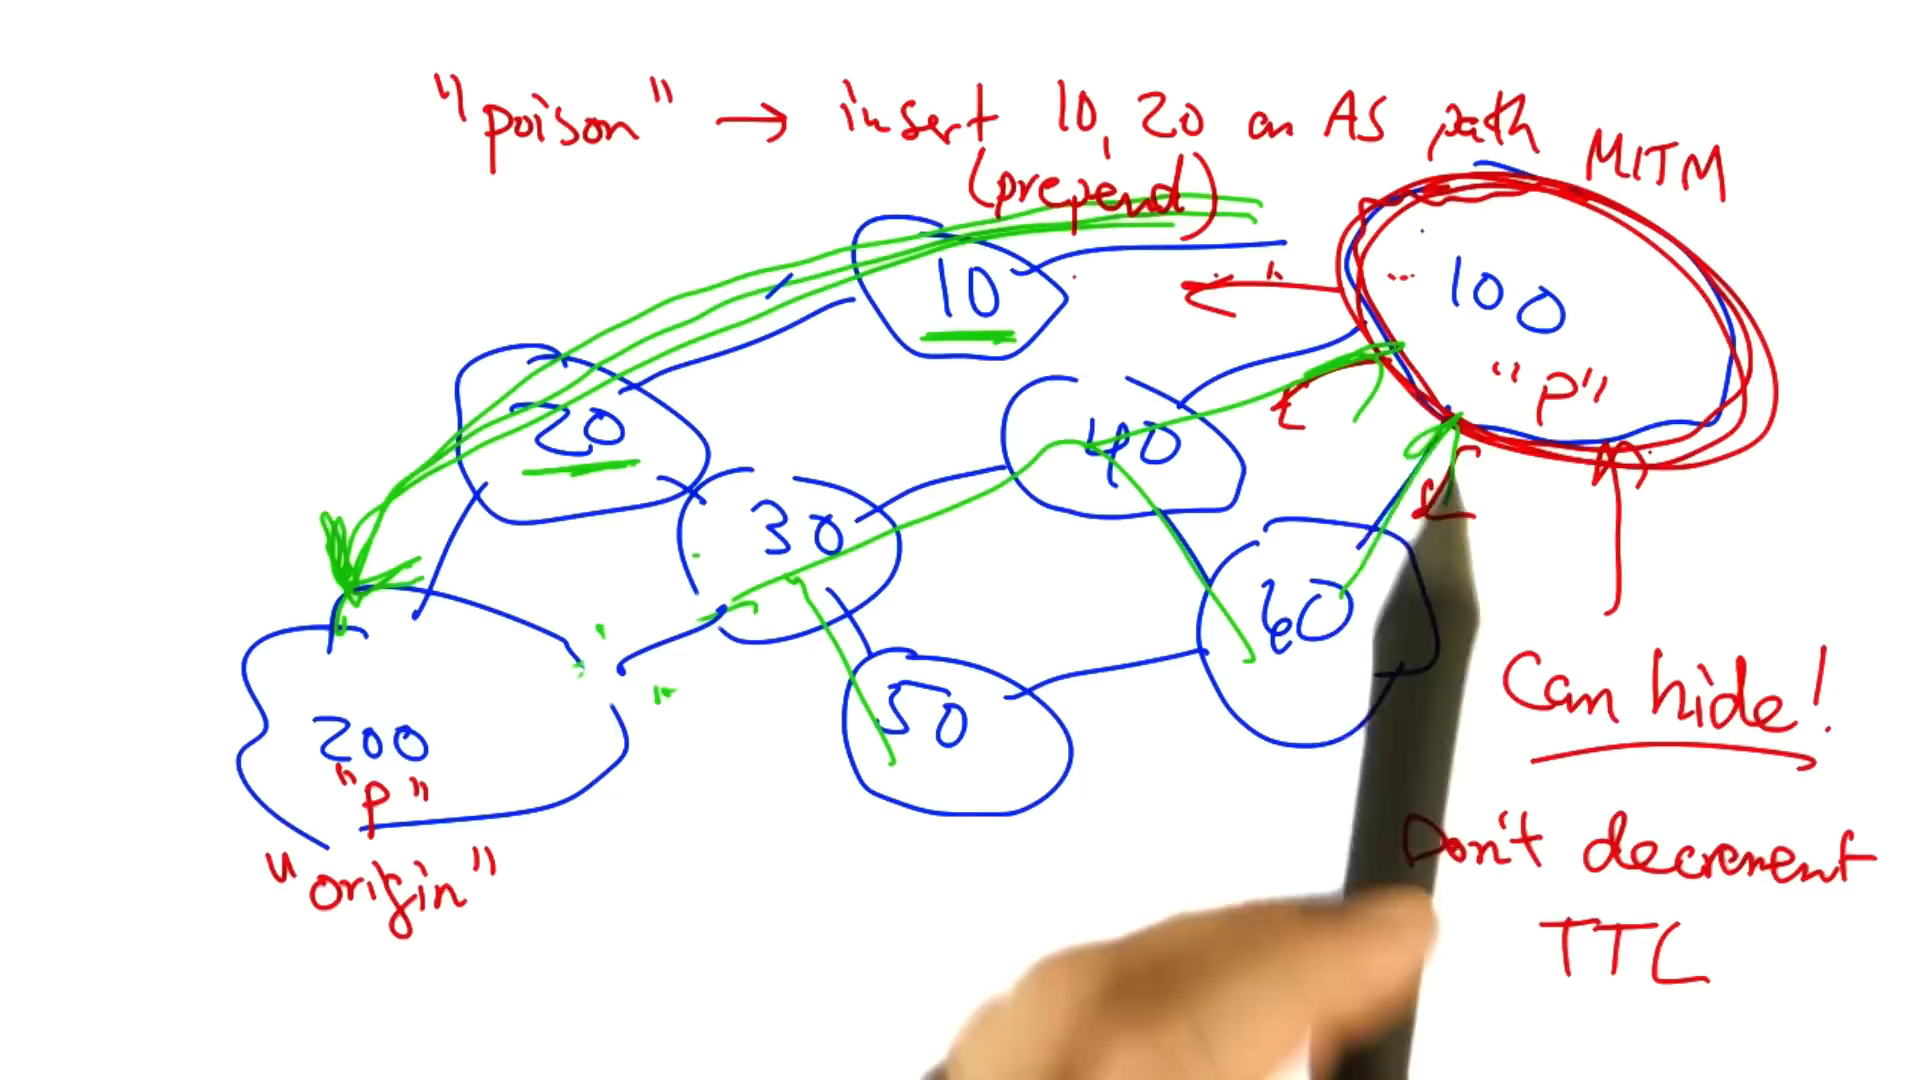 "poison" → insert 10, 20 on AS path
(prepend)
MITM
10
100
"P"
20
40
30
60
50
200
"P"
"origin"
Can hide!
Don't decrement
TTL